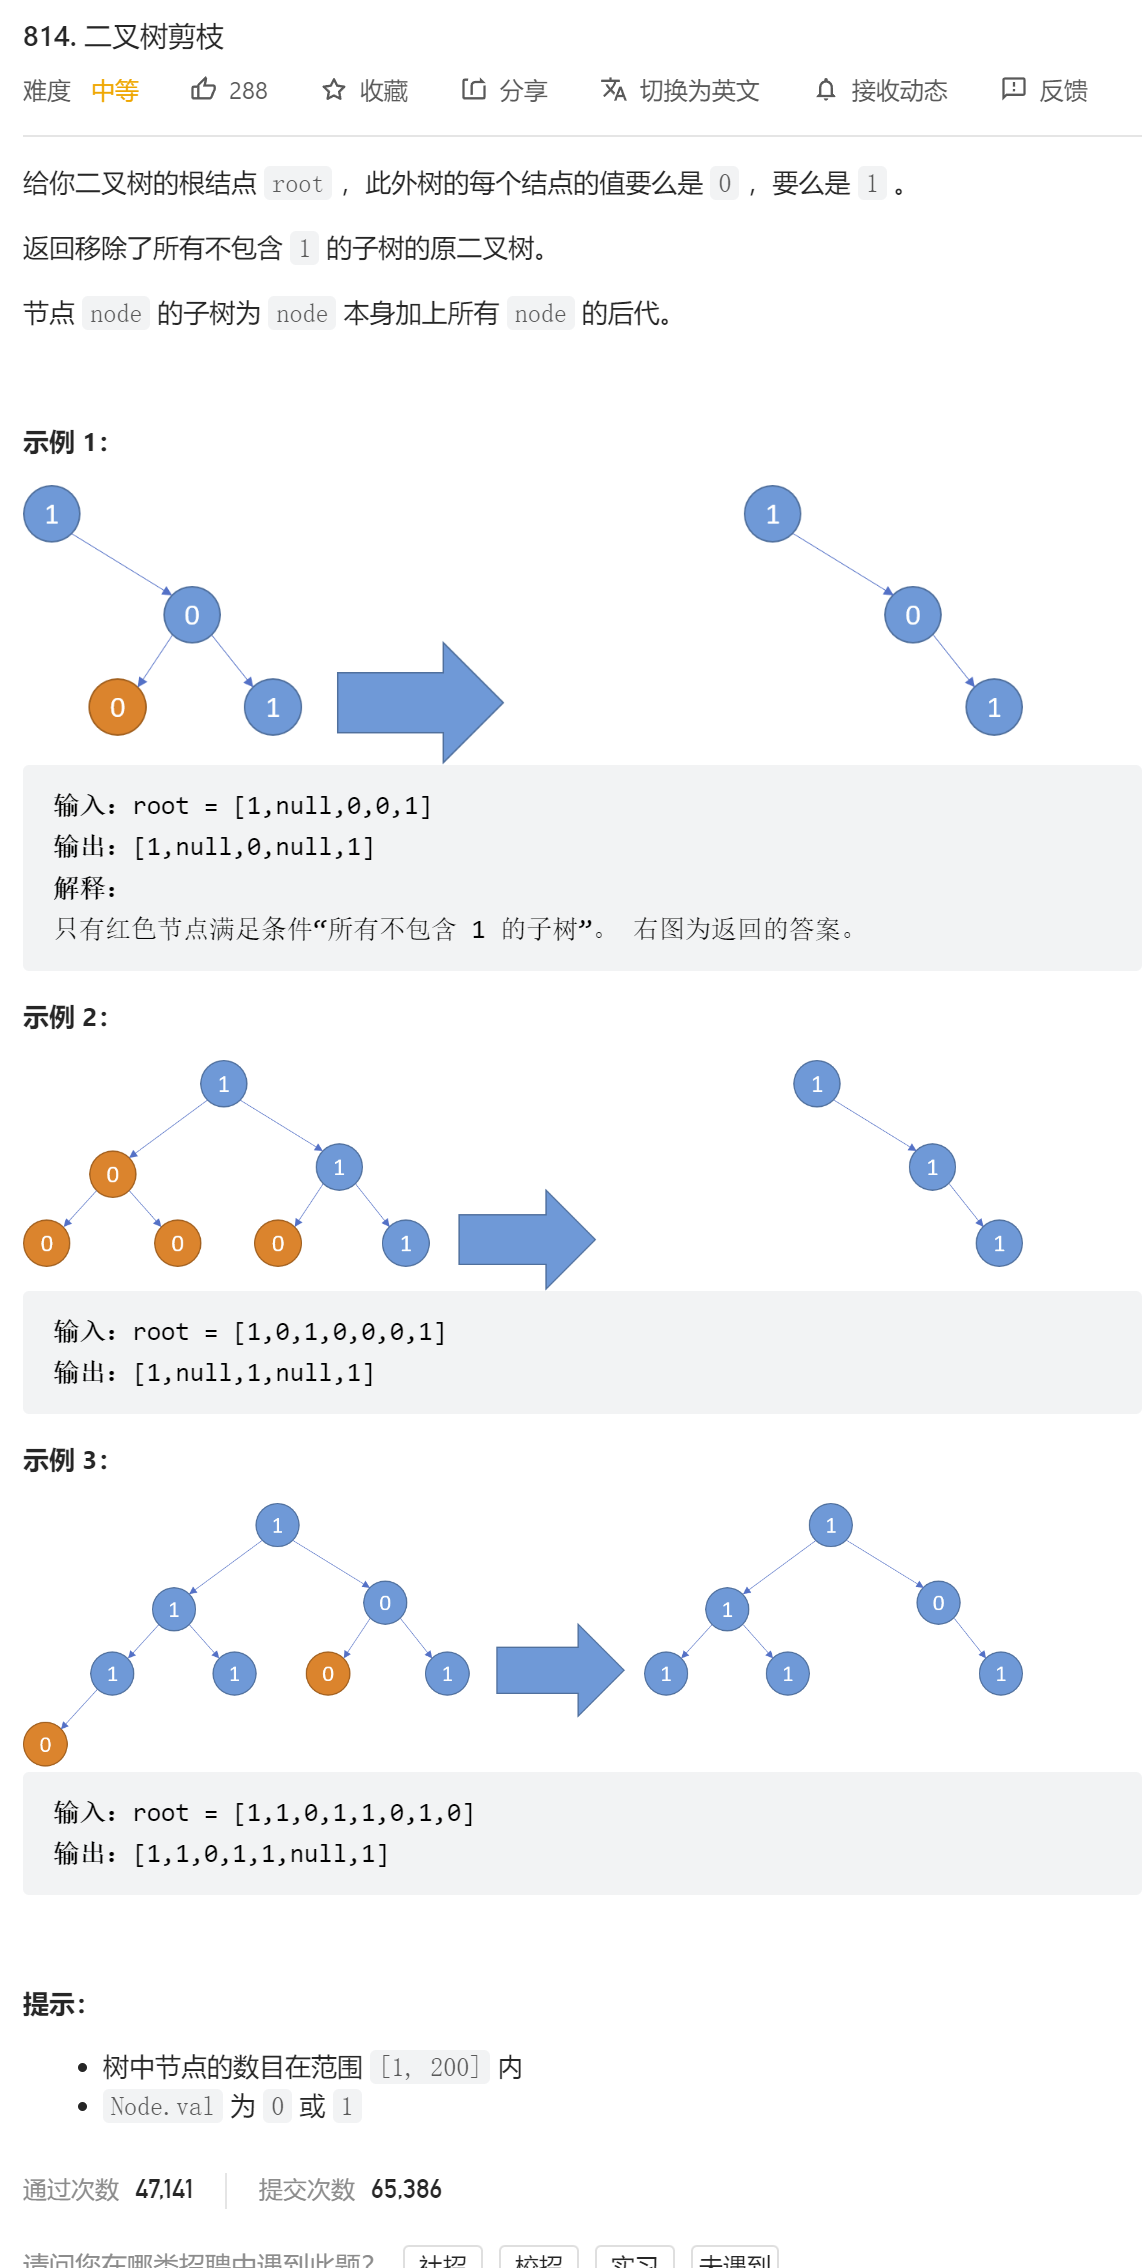 814. 二叉树剪枝
难度 中等 288 收藏 分享 切换为英文 接收动态 反馈
给你二叉树的根结点 root ，此外树的每个结点的值要么是 0 ，要么是 1 。
返回移除了所有不包含 1 的子树的原二叉树。
节点 node 的子树为 node 本身加上所有 node 的后代。
示例 1：
1 1
0 0
0 1 1
输入：root = [1,null,0,0,1]
输出：[1,null,0,null,1]
解释：
只有红色节点满足条件“所有不包含 1 的子树”。 右图为返回的答案。
示例 2：
1 1
0 1 1
0 0 0 1 1
输入：root = [1,0,1,0,0,0,1]
输出：[1,null,1,null,1]
示例 3：
1 1
1 0 1 0
1 1 0 1 1 1 1
0
输入：root = [1,1,0,1,1,0,1,0]
输出：[1,1,0,1,1,null,1]
提示：
• 树中节点的数目在范围 [1, 200] 内
• Node.val 为 0 或 1
通过次数 47,141 提交次数 65,386
请问您在哪类招聘中遇到此题？ 社招 校招 实习 未遇到